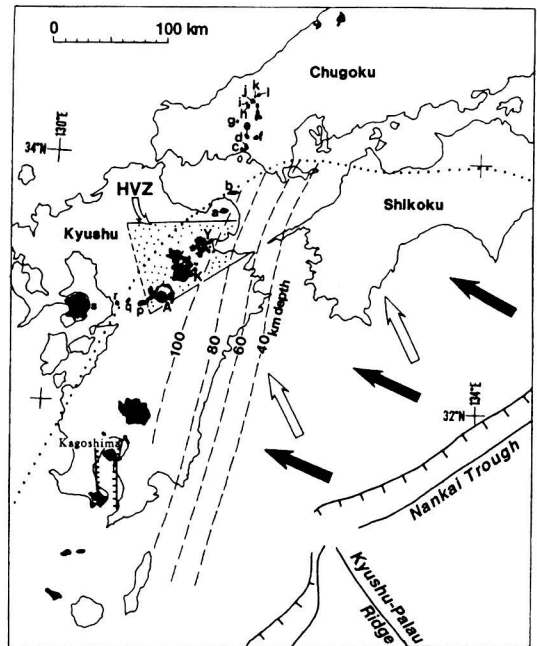 0 100 km
Chugoku
130°E
34°N
j k
i l
h
g
d f
c
b
a
HVZ
Shikoku
Kyushu
Y
K
A
r
q
p
s
100
80
60
40
km depth
134°E
32°N
Kagoshima
Nankai Trough
Kyushu-Palau
Ridge